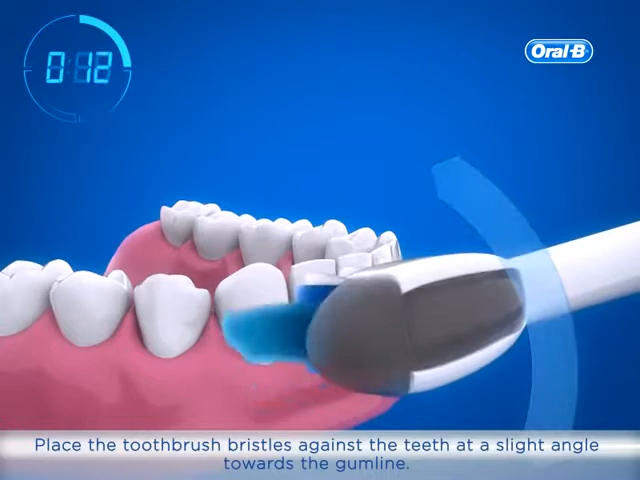 0:12
Oral-B
Place the toothbrush bristles against the teeth at a slight angle
towards the gumline.